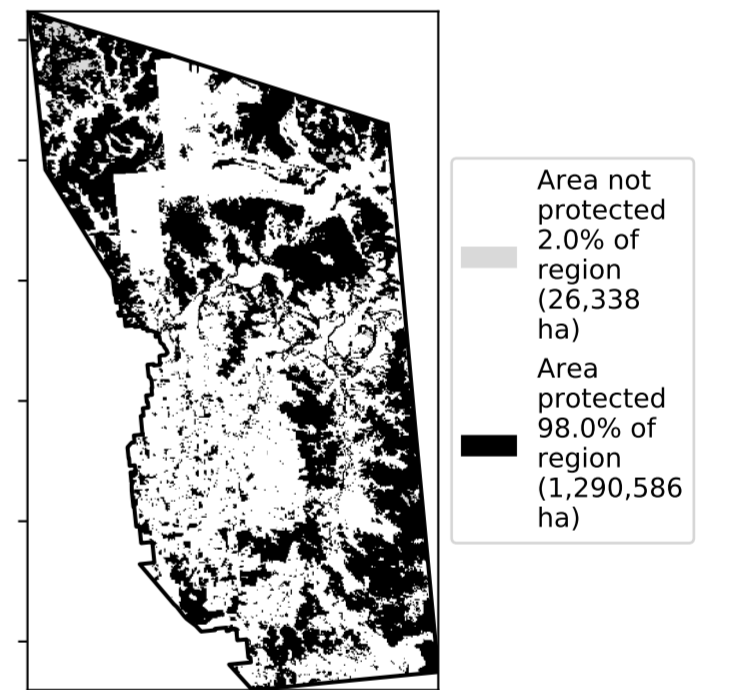 Area not
protected
2.0% of
region
(26,338
ha)
Area
protected
98.0% of
region
(1,290,586
ha)